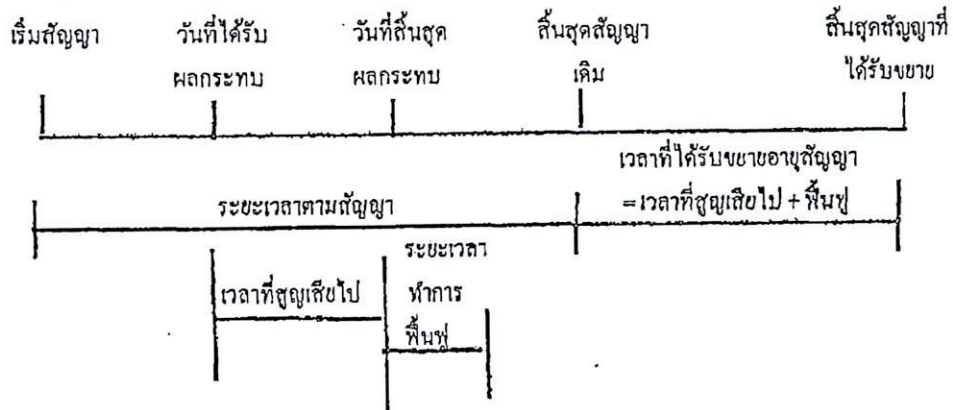 เริ่มสัญญา
วันที่ได้รับ
ผลกระทบ
วันที่สิ้นสุด
ผลกระทบ
สิ้นสุดสัญญา
เดิม
สิ้นสุดสัญญาที่
ได้รับขยาย
เวลาที่ได้รับขยายอายุสัญญา
=เวลาที่สูญเสียไป + ฟื้นฟู
ระยะเวลาตามสัญญา
เวลาที่สูญเสียไป
ระยะเวลา
ทำการ
ฟื้นฟู